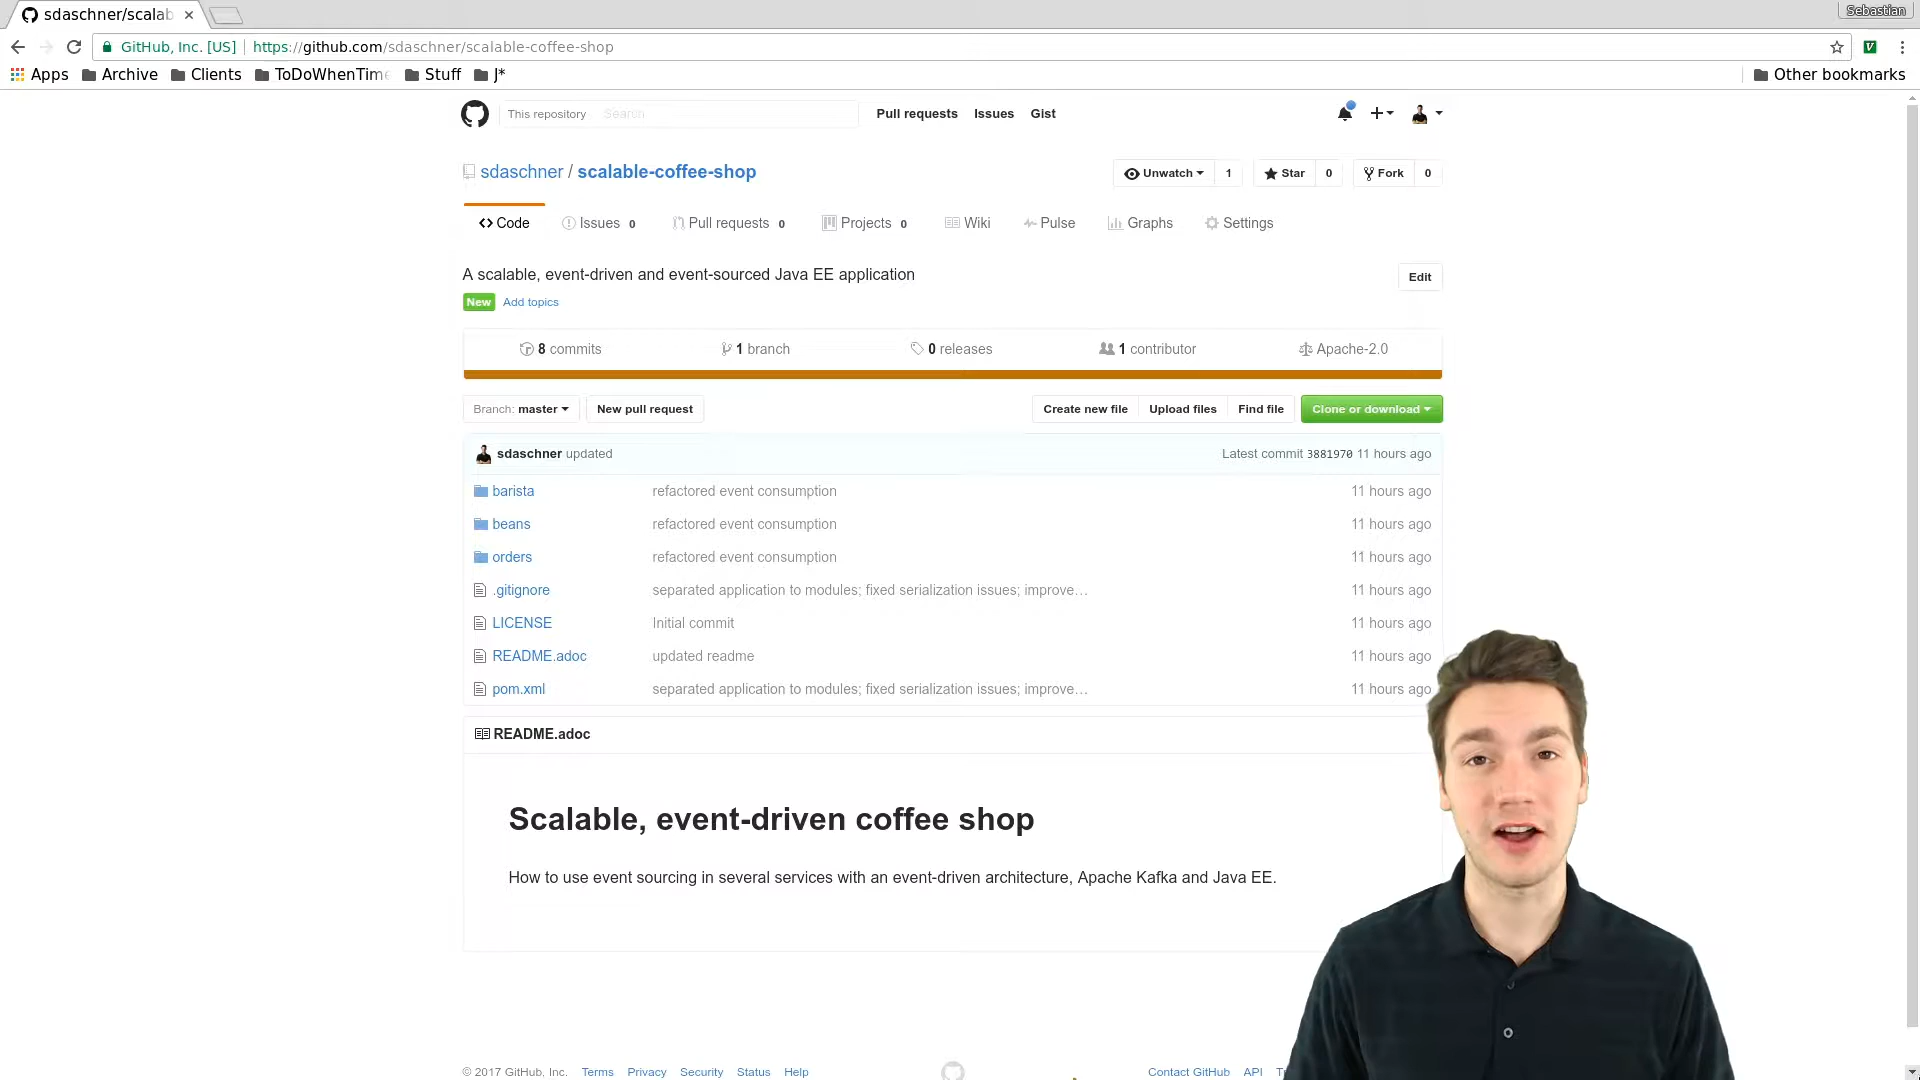 sdaschner/scalab
Sebastian
GitHub, Inc. [US] https://github.com/sdaschner/scalable-coffee-shop
Apps Archive Clients ToDoWhenTime Stuff J* Other bookmarks
This repository Search Pull requests Issues Gist
sdaschner / scalable-coffee-shop Unwatch 1 Star 0 Fork 0
Code Issues 0 Pull requests 0 Projects 0 Wiki Pulse Graphs Settings
A scalable, event-driven and event-sourced Java EE application Edit
New Add topics
8 commits 1 branch 0 releases 1 contributor Apache-2.0
Branch: master New pull request Create new file Upload files Find file Clone or download
sdaschner updated Latest commit 3881970 11 hours ago
barista refactored event consumption 11 hours ago
beans refactored event consumption 11 hours ago
orders refactored event consumption 11 hours ago
.gitignore separated application to modules; fixed serialization issues; improve… 11 hours ago
LICENSE Initial commit 11 hours ago
README.adoc updated readme 11 hours ago
pom.xml separated application to modules; fixed serialization issues; improve… 11 hours ago
README.adoc
Scalable, event-driven coffee shop
How to use event sourcing in several services with an event-driven architecture, Apache Kafka and Java EE.
© 2017 GitHub, Inc. Terms Privacy Security Status Help Contact GitHub API